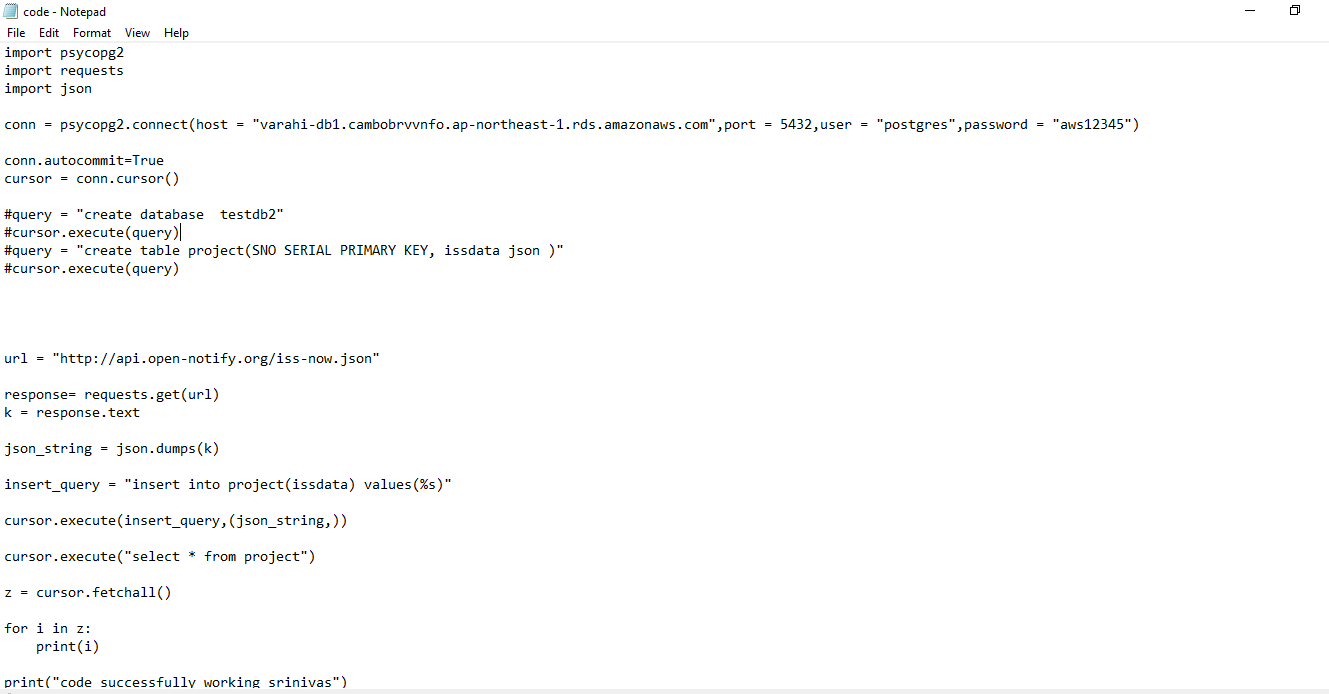 code - Notepad
File Edit Format View Help
import psycopg2
import requests
import json
conn = psycopg2.connect(host = "varahi-db1.cambobrvvnfo.ap-northeast-1.rds.amazonaws.com",port = 5432,user = "postgres",password = "aws12345")
conn.autocommit=True
cursor = conn.cursor()
#query = "create database  testdb2"
#cursor.execute(query)
#query = "create table project(SNO SERIAL PRIMARY KEY, issdata json )"
#cursor.execute(query)
url = "http://api.open-notify.org/iss-now.json"
response= requests.get(url)
k = response.text
json_string = json.dumps(k)
insert_query = "insert into project(issdata) values(%s)"
cursor.execute(insert_query,(json_string,))
cursor.execute("select * from project")
z = cursor.fetchall()
for i in z:
    print(i)
print("code successfully working srinivas")